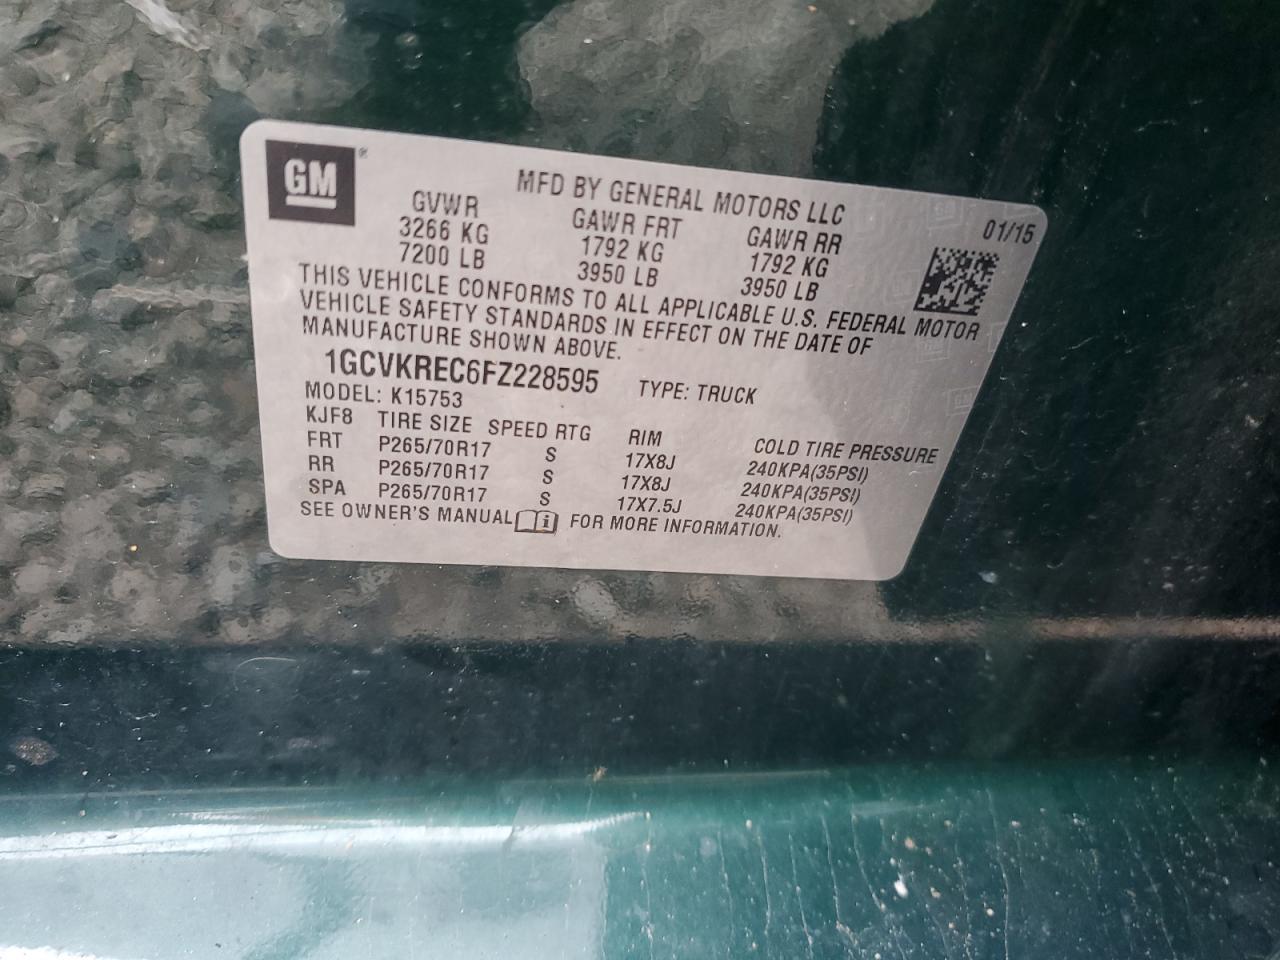 GM®
MFD BY GENERAL MOTORS LLC
01/15
GVWR GAWR FRT GAWR RR
3266 KG 1792 KG 1792 KG
7200 LB 3950 LB 3950 LB
THIS VEHICLE CONFORMS TO ALL APPLICABLE U.S. FEDERAL MOTOR
VEHICLE SAFETY STANDARDS IN EFFECT ON THE DATE OF
MANUFACTURE SHOWN ABOVE.
1GCVKREC6FZ228595 TYPE: TRUCK
MODEL: K15753
KJF8 TIRE SIZE SPEED RTG RIM COLD TIRE PRESSURE
FRT P265/70R17 S 17X8J 240KPA(35PSI)
RR P265/70R17 S 17X8J 240KPA(35PSI)
SPA P265/70R17 S 17X7.5J 240KPA(35PSI)
SEE OWNER'S MANUAL i FOR MORE INFORMATION.